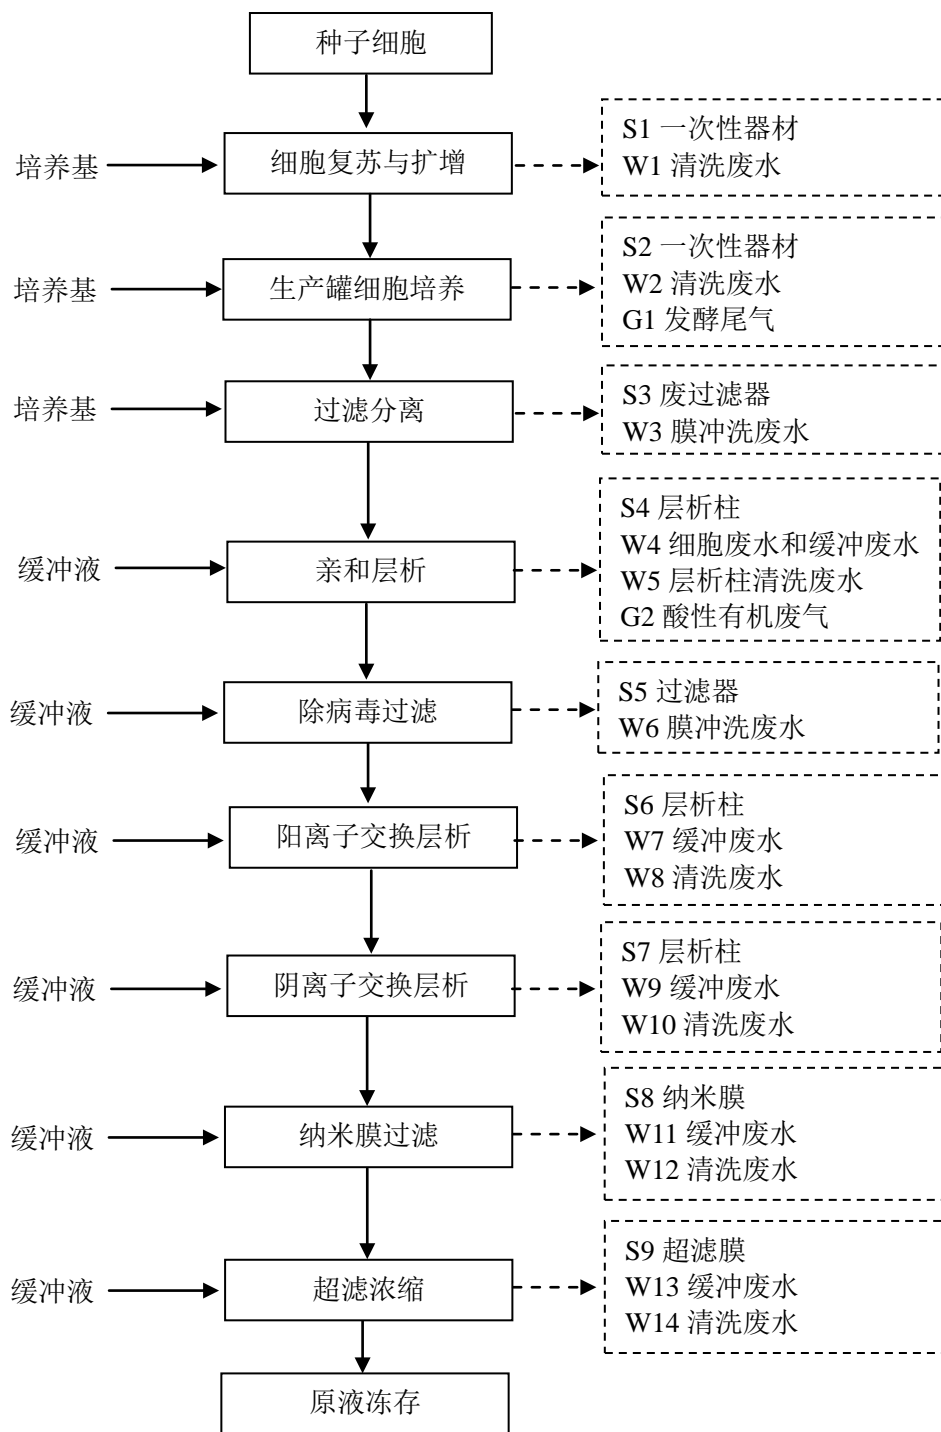 种子细胞
培养基
细胞复苏与扩增
S1 一次性器材
W1 清洗废水
培养基
生产罐细胞培养
S2 一次性器材
W2 清洗废水
G1 发酵尾气
培养基
过滤分离
S3 废过滤器
W3 膜冲洗废水
缓冲液
亲和层析
S4 层析柱
W4 细胞废水和缓冲废水
W5 层析柱清洗废水
G2 酸性有机废气
缓冲液
除病毒过滤
S5 过滤器
W6 膜冲洗废水
缓冲液
阳离子交换层析
S6 层析柱
W7 缓冲废水
W8 清洗废水
缓冲液
阴离子交换层析
S7 层析柱
W9 缓冲废水
W10 清洗废水
缓冲液
纳米膜过滤
S8 纳米膜
W11 缓冲废水
W12 清洗废水
缓冲液
超滤浓缩
S9 超滤膜
W13 缓冲废水
W14 清洗废水
原液冻存